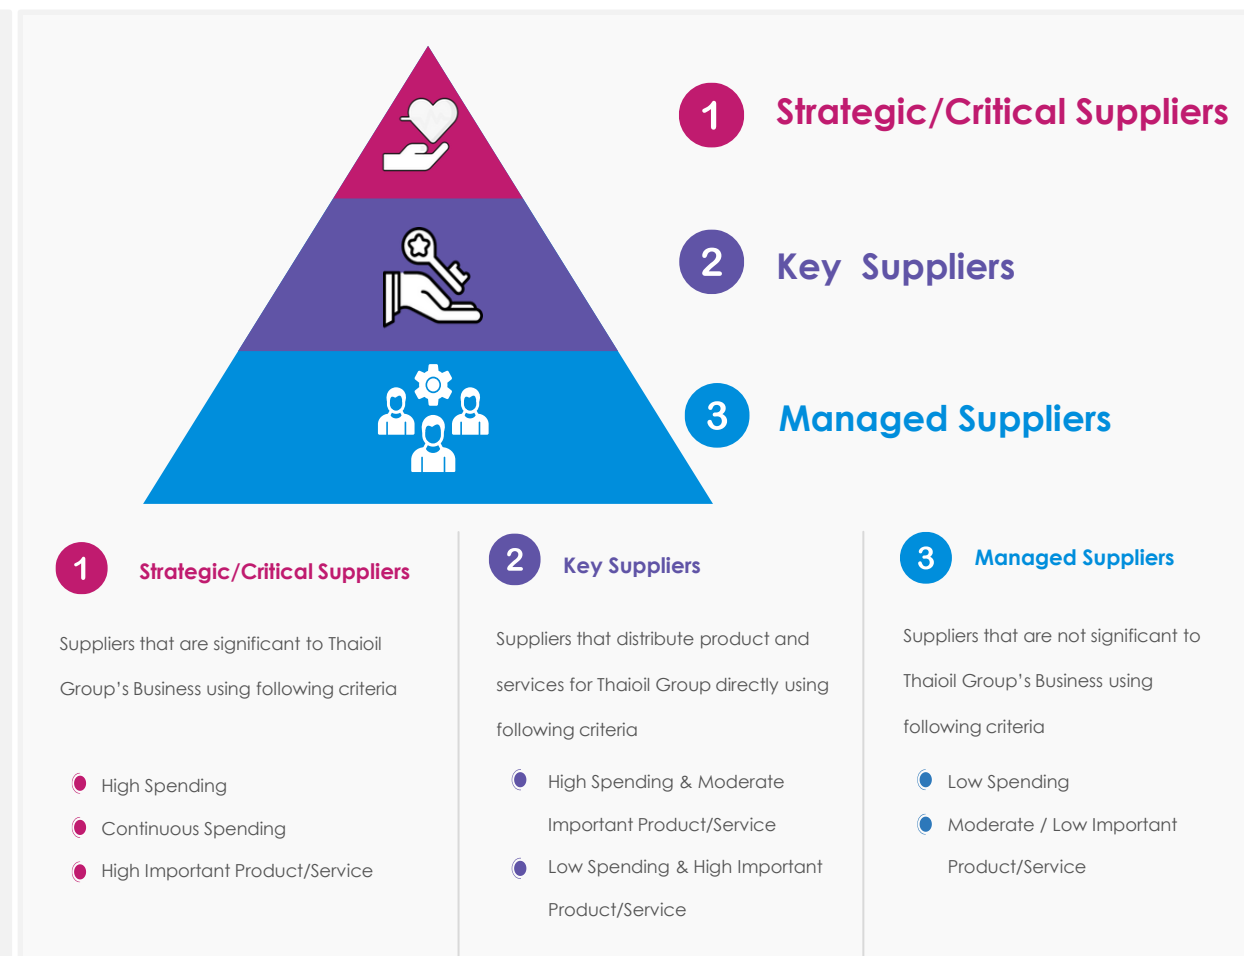 1 Strategic/Critical Suppliers
2 Key Suppliers
3 Managed Suppliers
1 Strategic/Critical Suppliers
Suppliers that are significant to Thaioil
Group's Business using following criteria
High Spending
Continuous Spending
High Important Product/Service
2 Key Suppliers
Suppliers that distribute product and
services for Thaioil Group directly using
following criteria
High Spending & Moderate
Important Product/Service
Low Spending & High Important
Product/Service
3 Managed Suppliers
Suppliers that are not significant to
Thaioil Group's Business using
following criteria
Low Spending
Moderate / Low Important
Product/Service